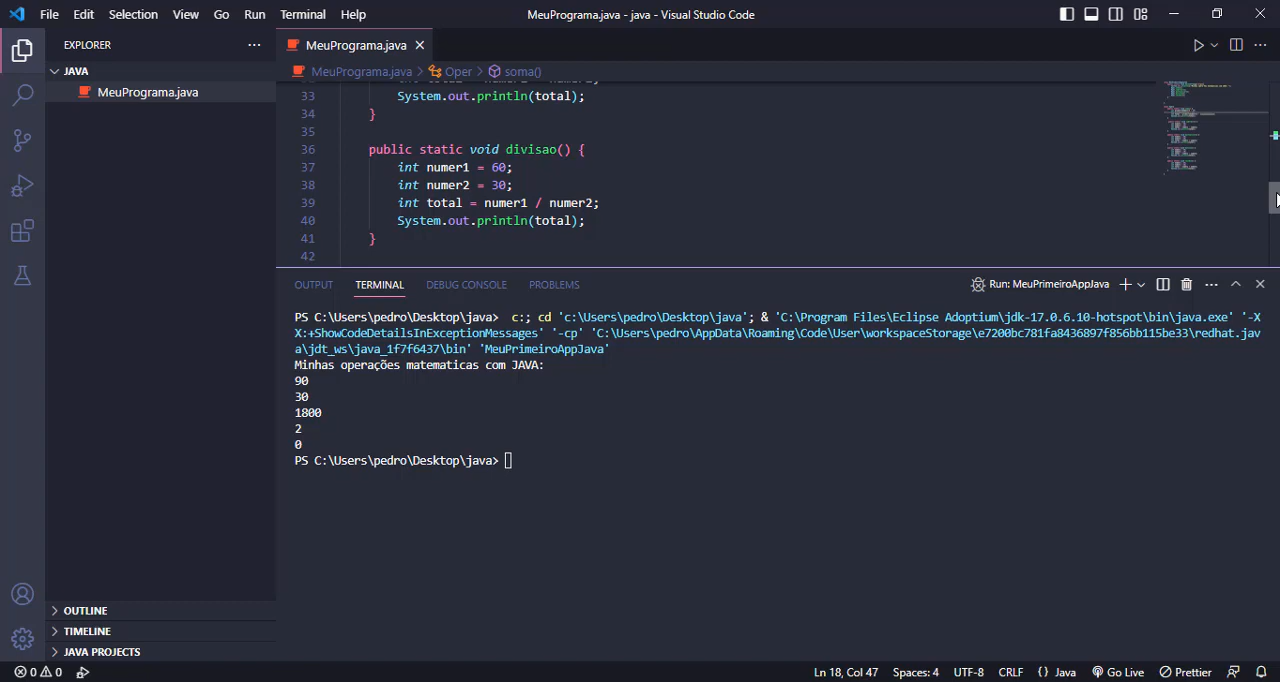 File Edit Selection View Go Run Terminal Help
MeuPrograma.java - java - Visual Studio Code
EXPLORER
MeuPrograma.java
JAVA
MeuPrograma.java
MeuPrograma.java > Oper > soma()
33 System.out.println(total);
34 }
35
36 public static void divisao() {
37 int numer1 = 60;
38 int numer2 = 30;
39 int total = numer1 / numer2;
40 System.out.println(total);
41 }
42
OUTPUT TERMINAL DEBUG CONSOLE PROBLEMS
Run: MeuPrimeiroAppJava
PS C:\Users\pedro\Desktop\java> c:; cd 'c:\Users\pedro\Desktop\java'; & 'C:\Program Files\Eclipse Adoptium\jdk-17.0.6.10-hotspot\bin\java.exe' '-X
X:+ShowCodeDetailsInExceptionMessages' '-cp' 'C:\Users\pedro\AppData\Roaming\Code\User\workspaceStorage\e7200bc781fa8436897f856bb115be33\redhat.jav
a\jdt_ws\java_1f7f6437\bin' 'MeuPrimeiroAppJava'
Minhas operações matematicas com JAVA:
90
30
1800
2
0
PS C:\Users\pedro\Desktop\java>
OUTLINE
TIMELINE
JAVA PROJECTS
0 0
Ln 18, Col 47 Spaces: 4 UTF-8 CRLF {} Java Go Live Prettier